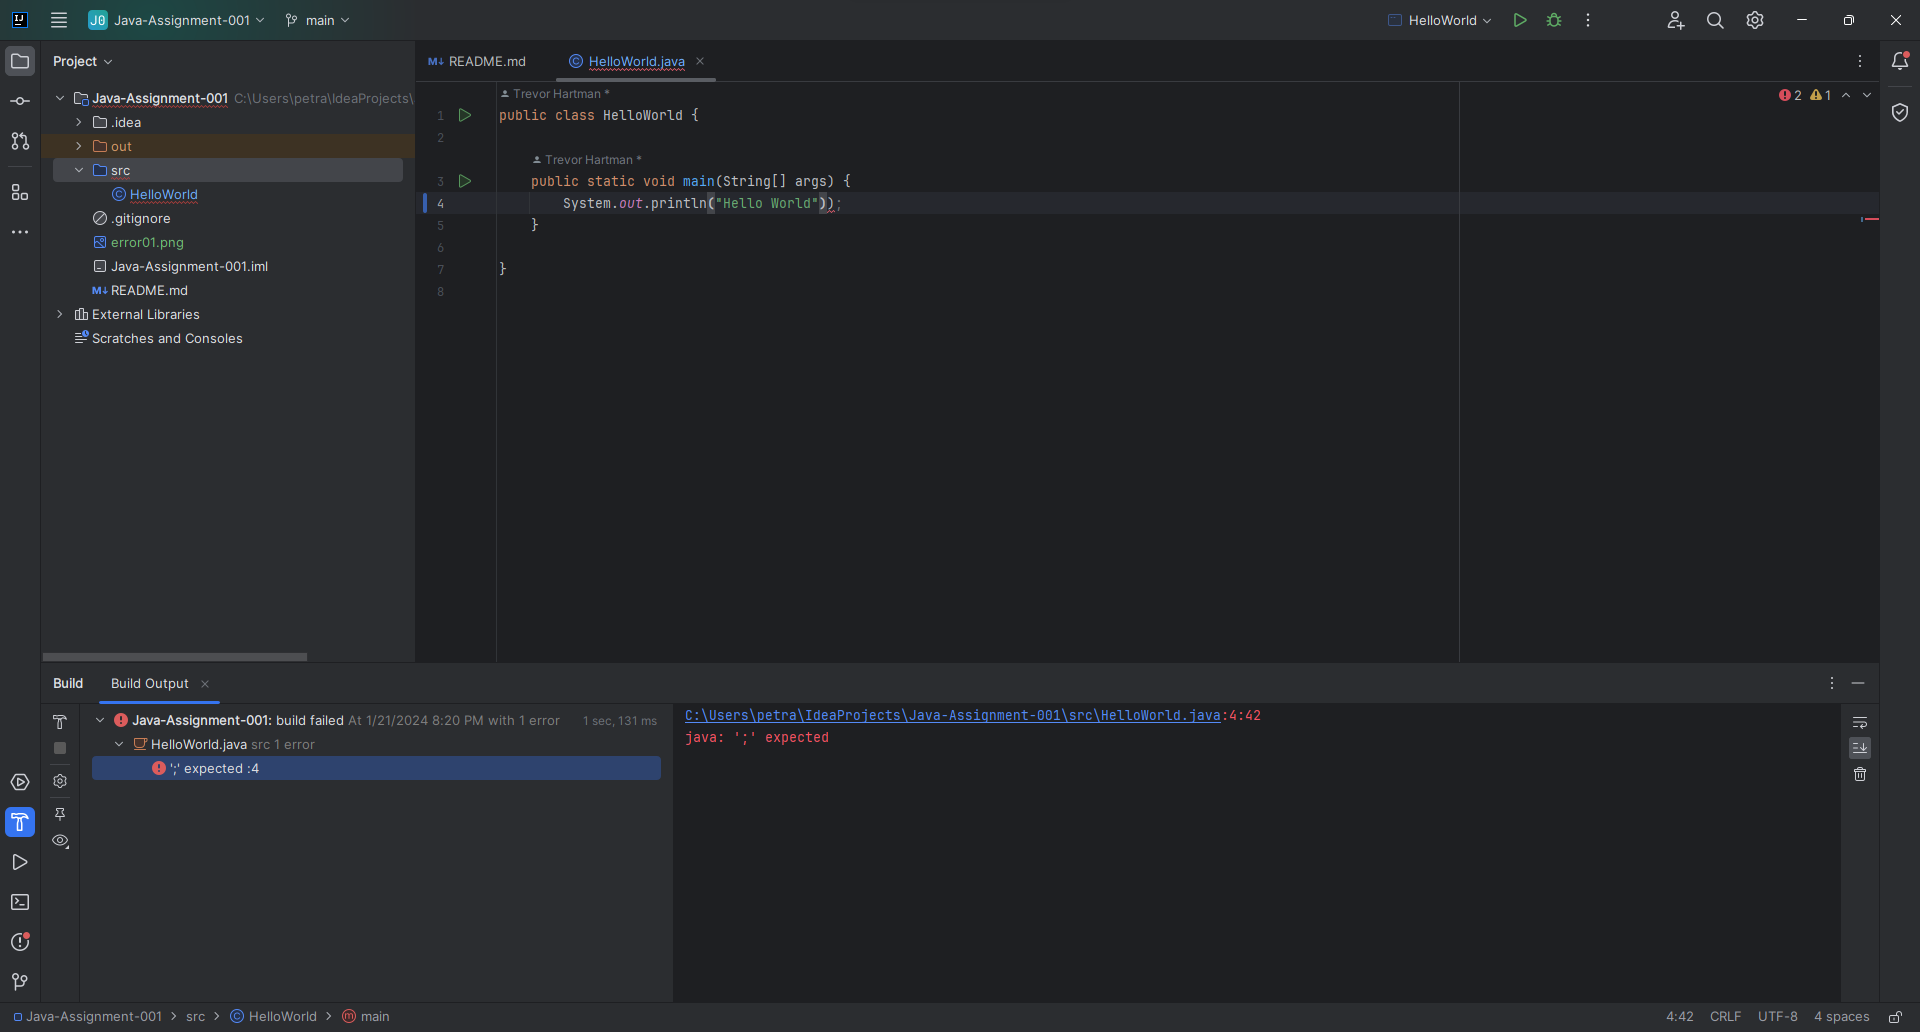 J0 Java-Assignment-001 main HelloWorld
Project
Java-Assignment-001 C:\Users\petra\IdeaProjects\
.idea
out
src
HelloWorld
.gitignore
error01.png
Java-Assignment-001.iml
M↓ README.md
External Libraries
Scratches and Consoles
M↓ README.md HelloWorld.java
2 1
Trevor Hartman *
1 public class HelloWorld {
2
Trevor Hartman *
3 public static void main(String[] args) {
4 System.out.println("Hello World"));
5 }
6
7 }
8
Build Build Output
Java-Assignment-001: build failed At 1/21/2024 8:20 PM with 1 error 1 sec, 131 ms
HelloWorld.java src 1 error
';' expected :4
C:\Users\petra\IdeaProjects\Java-Assignment-001\src\HelloWorld.java:4:42
java: ';' expected
Java-Assignment-001 > src > HelloWorld > main 4:42 CRLF UTF-8 4 spaces